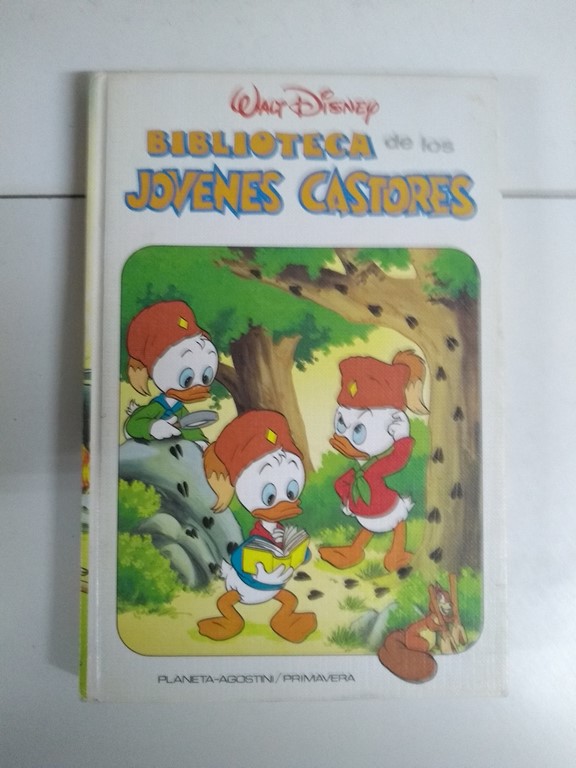 WALT DISNEY
BIBLIOTECA de los
JOVENES CASTORES
PLANETA-AGOSTINI/PRIMAVERA